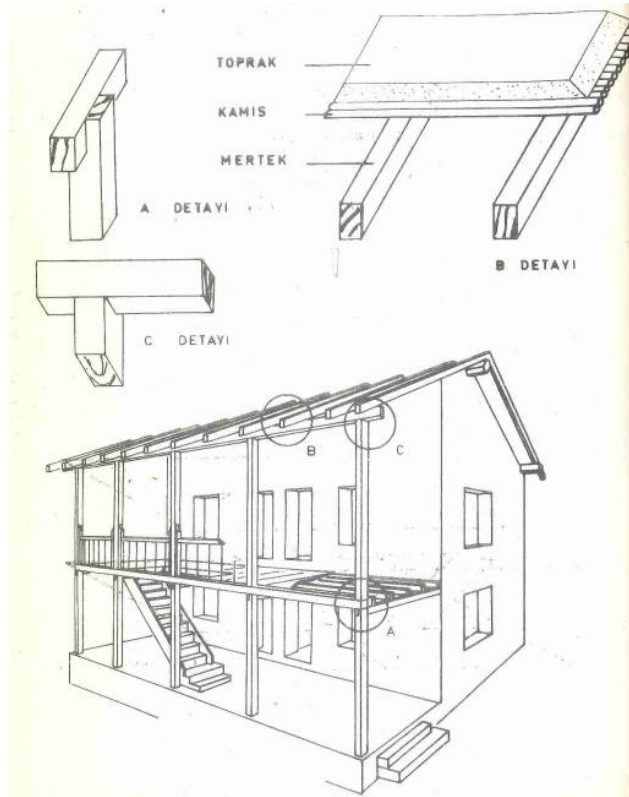 TOPRAK
KAMIS
MERTEK
A DETAYI
B DETAYI
C DETAYI
B
C
A